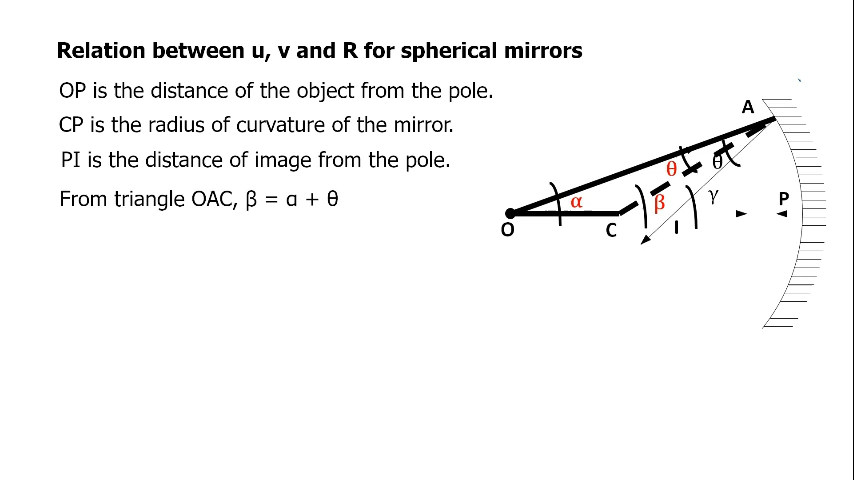 Relation between u, v and R for spherical mirrors
OP is the distance of the object from the pole.
CP is the radius of curvature of the mirror.
PI is the distance of image from the pole.
From triangle OAC, β = α + θ
A
θ
θ
α
β
γ
P
O
C
I